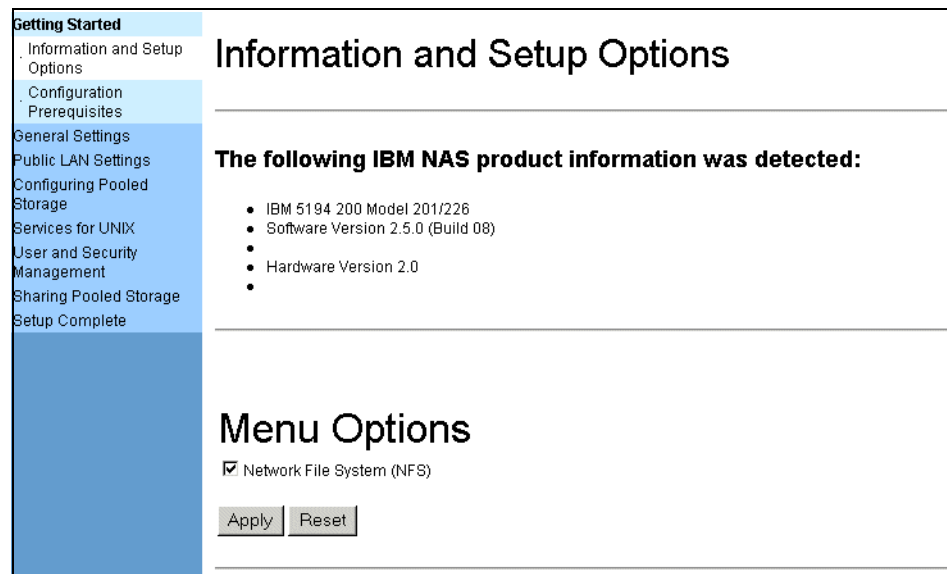 Getting Started
Information and Setup
Options
Configuration
Prerequisites
General Settings
Public LAN Settings
Configuring Pooled
Storage
Services for UNIX
User and Security
Management
Sharing Pooled Storage
Setup Complete
Information and Setup Options
The following IBM NAS product information was detected:
IBM 5194 200 Model 201/226
Software Version 2.5.0 (Build 08)
Hardware Version 2.0
Menu Options
Network File System (NFS)
Apply Reset